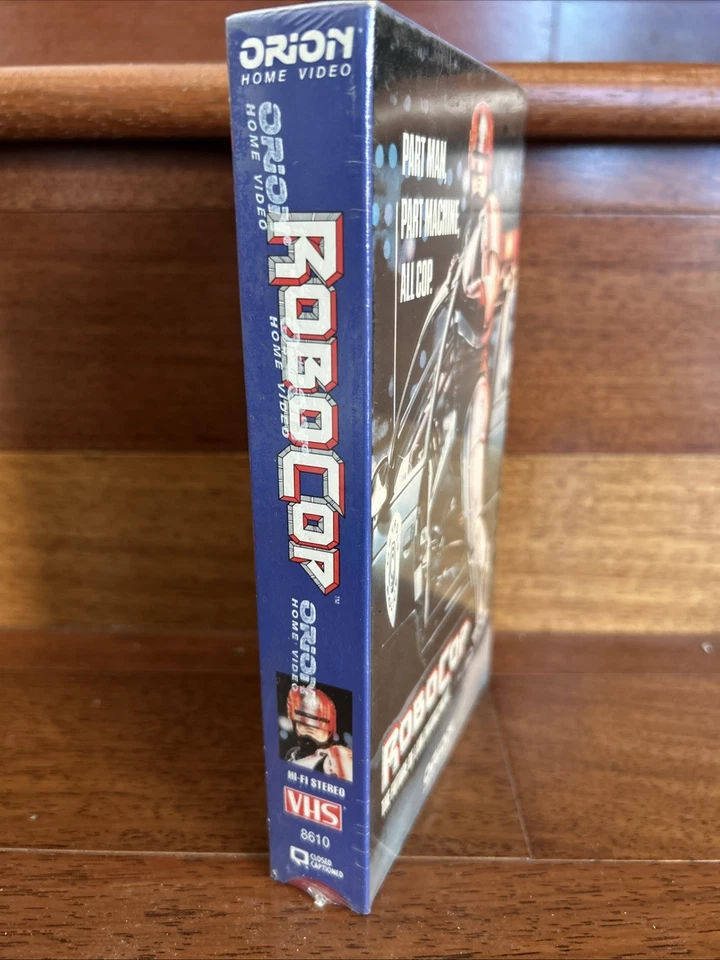 ORION
HOME VIDEO
ORION
HOME VIDEO
ROBOCOP
TM
HOME VIDEO
ORION
HOME VIDEO
HI-FI STEREO
VHS
8610
CLOSED
CAPTIONED
PART MAN,
PART MACHINE,
ALL COP.
ROBOCOP